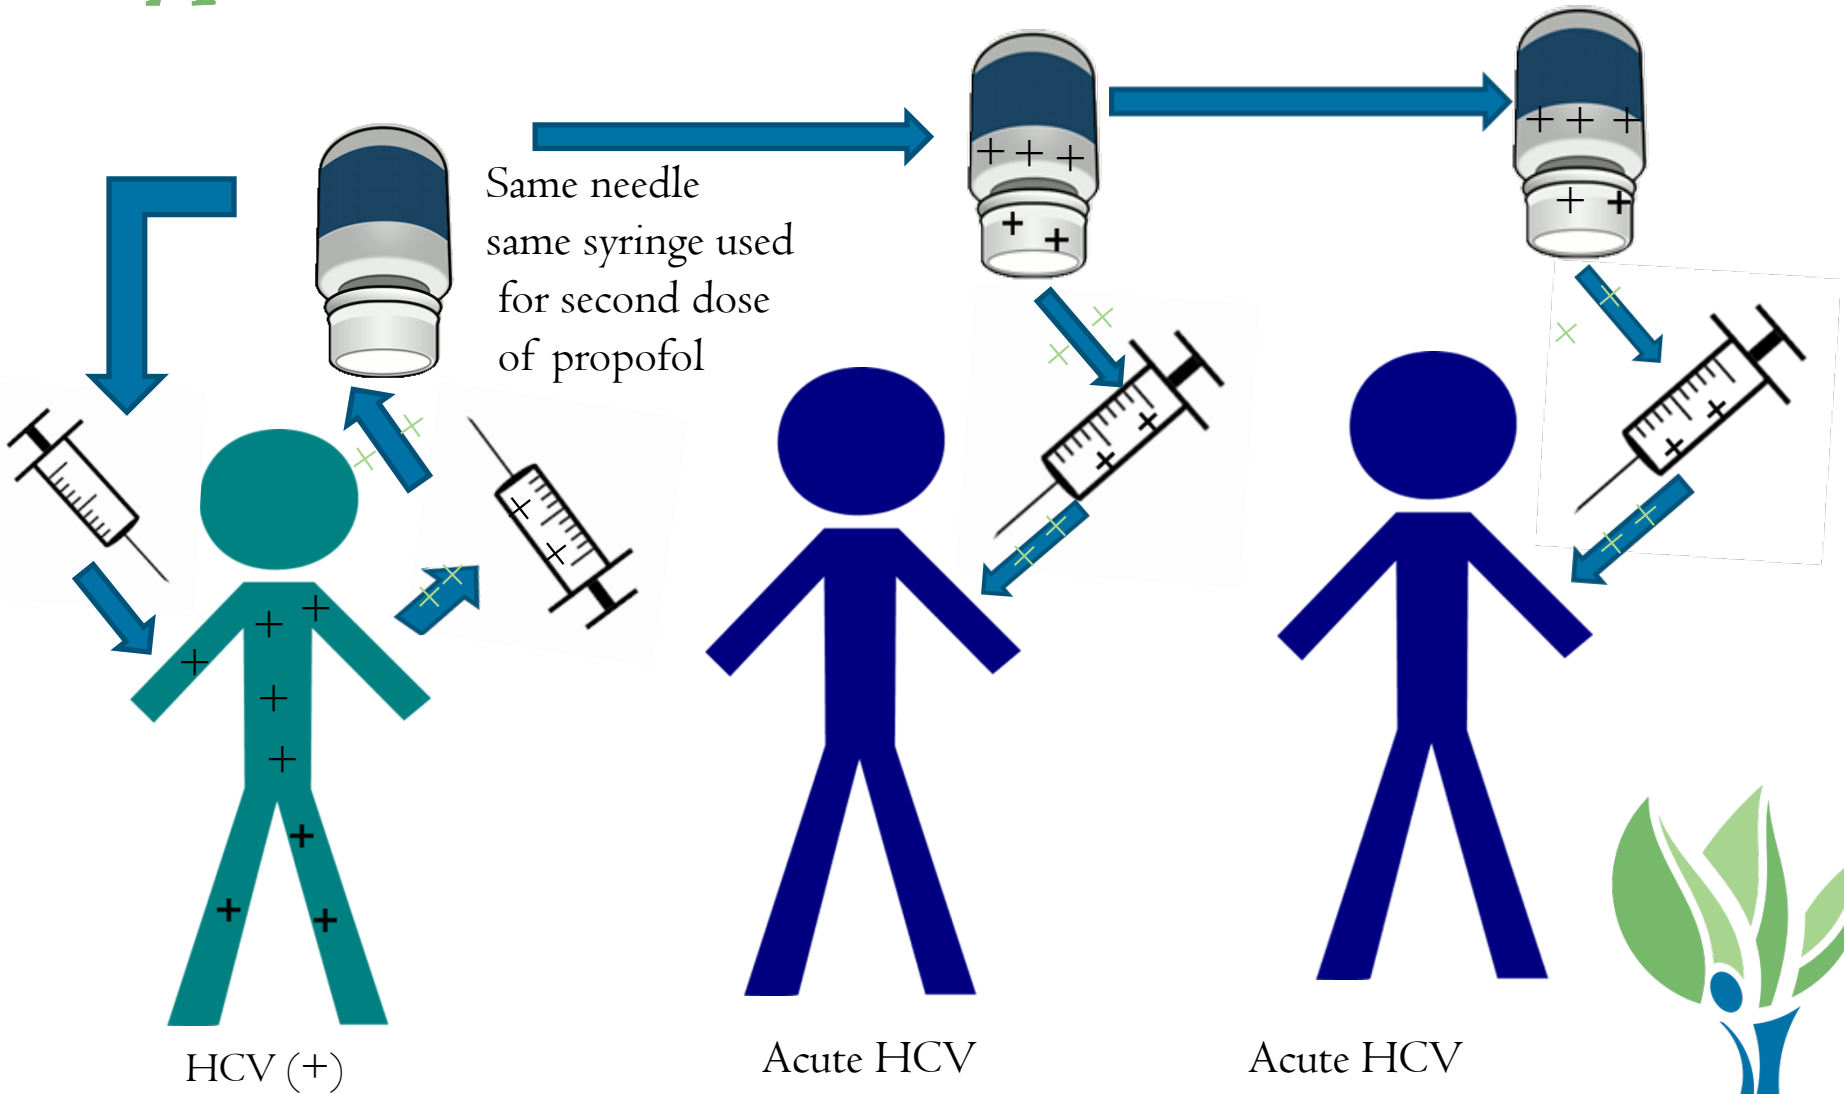 Same needle
same syringe used
for second dose
of propofol
HCV (+)
Acute HCV
Acute HCV